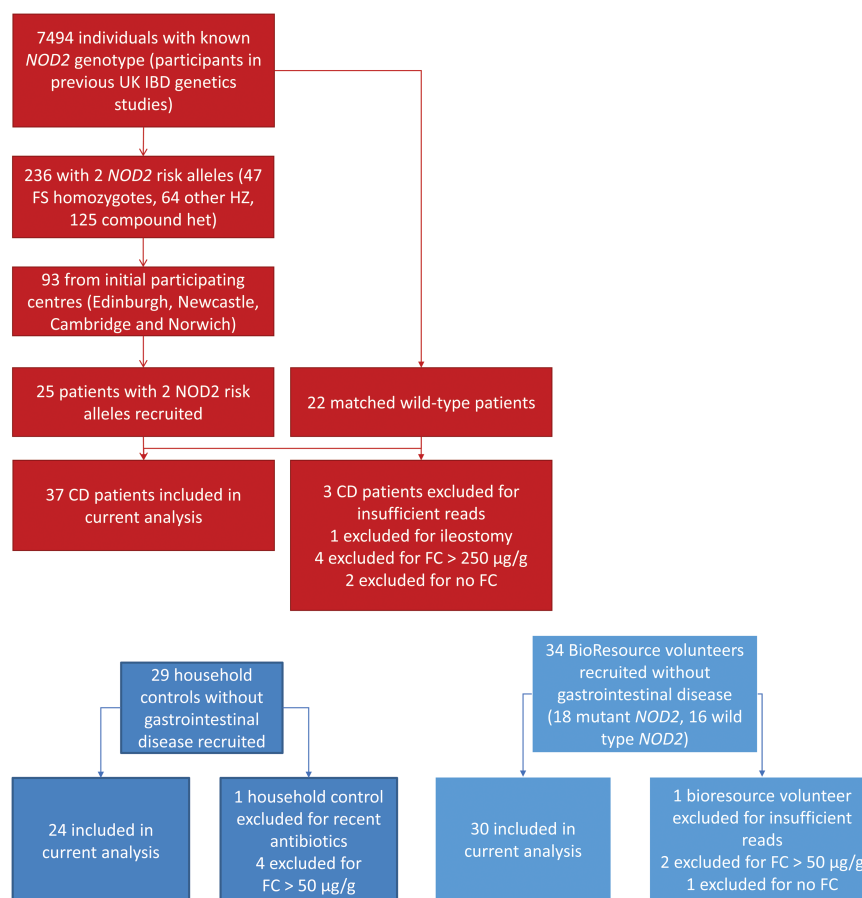 7494 individuals with known
NOD2 genotype (participants in
previous UK IBD genetics
studies)
236 with 2 NOD2 risk alleles (47
FS homozygotes, 64 other HZ,
125 compound het)
93 from initial participating
centres (Edinburgh, Newcastle,
Cambridge and Norwich)
25 patients with 2 NOD2 risk
alleles recruited
22 matched wild-type patients
37 CD patients included in
current analysis
3 CD patients excluded for
insufficient reads
1 excluded for ileostomy
4 excluded for FC > 250 µg/g
2 excluded for no FC
29 household
controls without
gastrointestinal
disease recruited
24 included in
current analysis
1 household control
excluded for recent
antibiotics
4 excluded for
FC > 50 µg/g
34 BioResource volunteers
recruited without
gastrointestinal disease
(18 mutant NOD2, 16 wild
type NOD2)
30 included in
current analysis
1 bioresource volunteer
excluded for insufficient
reads
2 excluded for FC > 50 µg/g
1 excluded for no FC